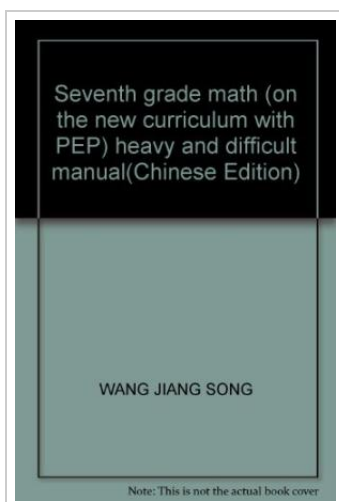 Seventh grade math (on
the new curriculum with
PEP) heavy and difficult
manual(Chinese Edition)
WANG JIANG SONG
Note: This is not the actual book cover